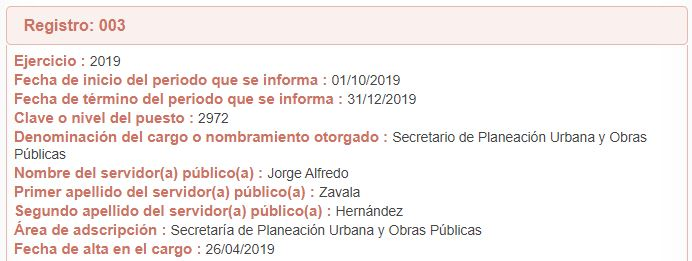 Registro: 003
Ejercicio : 2019
Fecha de inicio del periodo que se informa : 01/10/2019
Fecha de término del periodo que se informa : 31/12/2019
Clave o nivel del puesto : 2972
Denominación del cargo o nombramiento otorgado : Secretario de Planeación Urbana y Obras
Públicas
Nombre del servidor(a) público(a) : Jorge Alfredo
Primer apellido del servidor(a) público(a) : Zavala
Segundo apellido del servidor(a) público(a) : Hernández
Área de adscripción : Secretaría de Planeación Urbana y Obras Públicas
Fecha de alta en el cargo : 26/04/2019